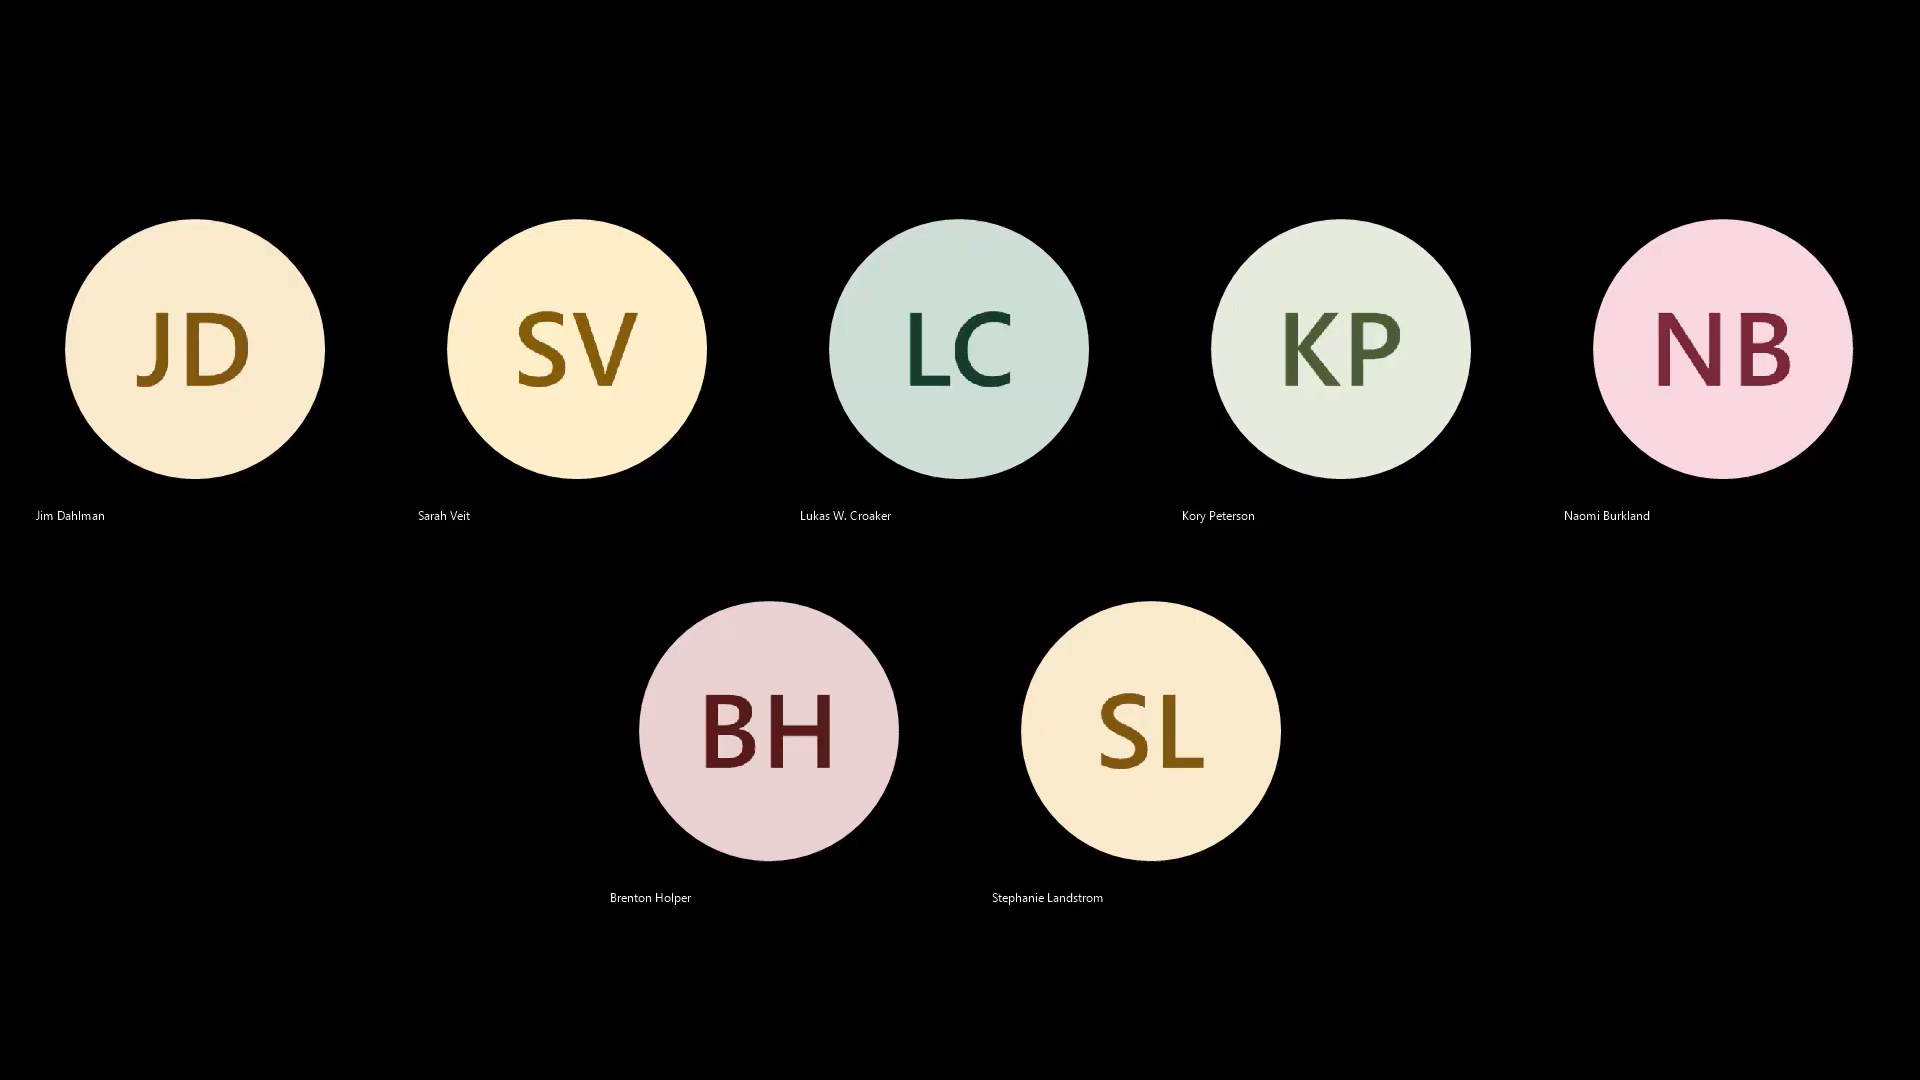 JD
SV
LC
KP
NB
Jim Dahlman
Sarah Veit
Lukas W. Croaker
Kory Peterson
Naomi Burkland
BH
SL
Brenton Holper
Stephanie Landstrom